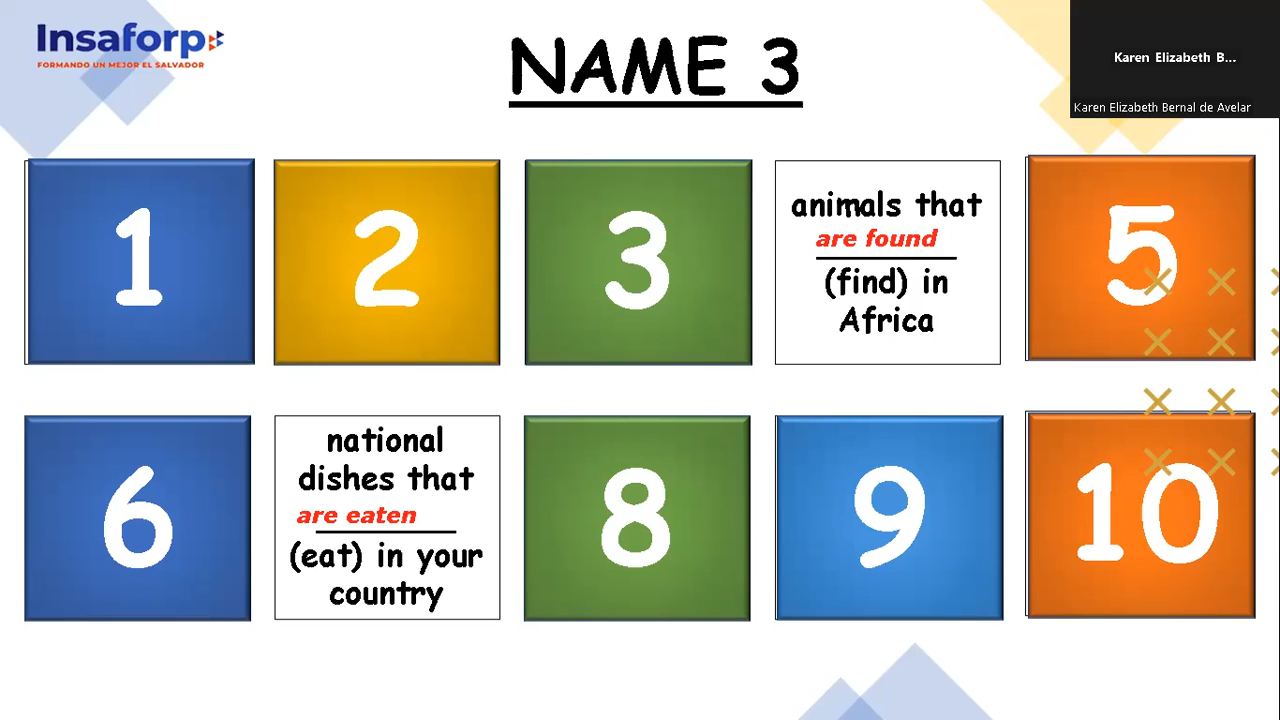 Insaforp
FORMANDO UN MEJOR EL SALVADOR
NAME 3
Karen Elizabeth B...
Karen Elizabeth Bernal de Avelar
1
2
3
animals that
are found
(find) in
Africa
5
6
national
dishes that
are eaten
(eat) in your
country
8
9
10